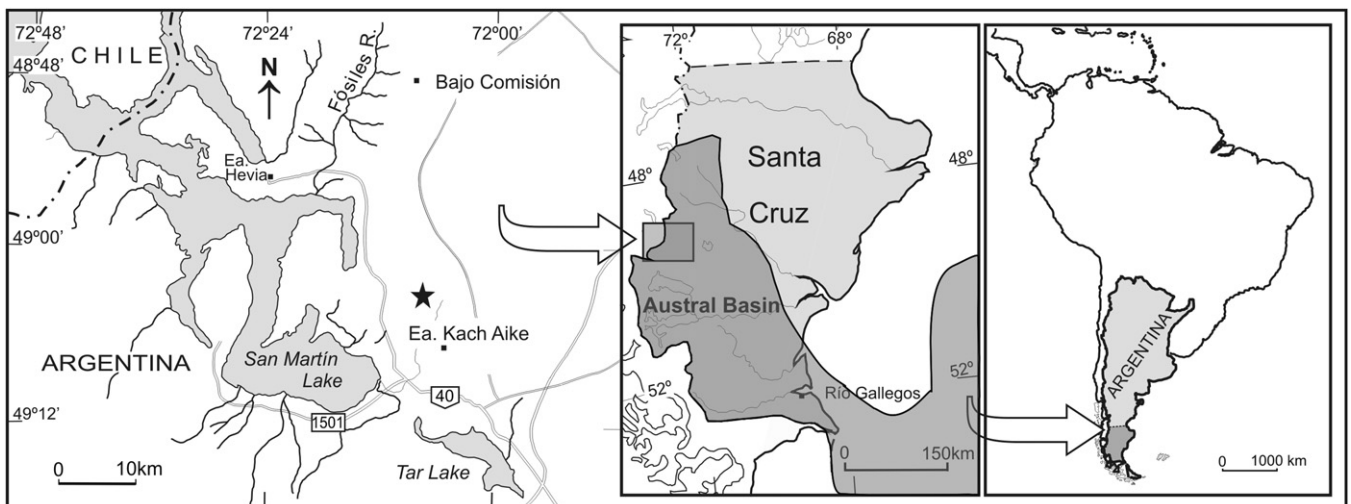 72°48'
72°24'
72°00'
CHILE
48°48'
N
Fósiles R.
Bajo Comisión
Ea.
Hevia
49°00'
Ea. Kach Aike
ARGENTINA
San Martín
Lake
40
1501
49°12'
Tar Lake
0 10km
72°
68°
Santa
Cruz
48°
48°
Austral Basin
52°
52°
Río Gallegos
0 150km
ARGENTINA
0 1000 km